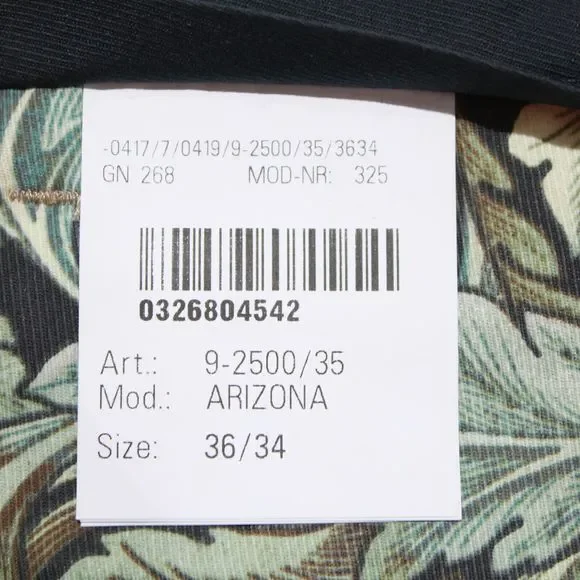 -0417/7/0419/9-2500/35/3634
GN 268 MOD-NR: 325
0326804542
Art.: 9-2500/35
Mod.: ARIZONA
Size: 36/34